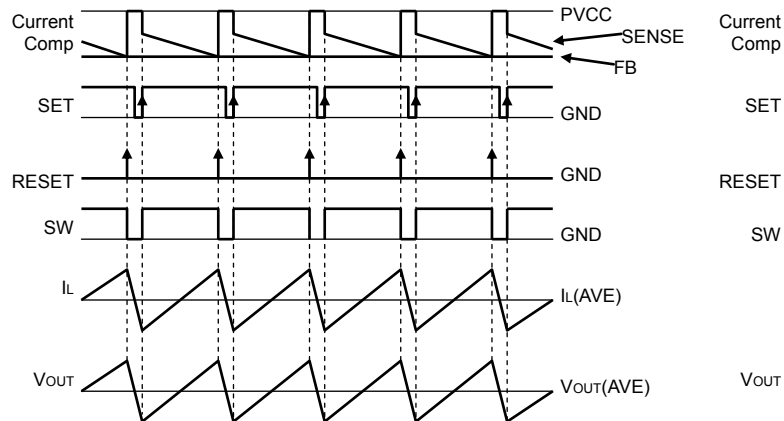 Current
Comp
PVCC
SENSE
FB
SET
GND
RESET
GND
SW
GND
IL
IL(AVE)
VOUT
VOUT(AVE)
Current
Comp
SET
RESET
SW
VOUT